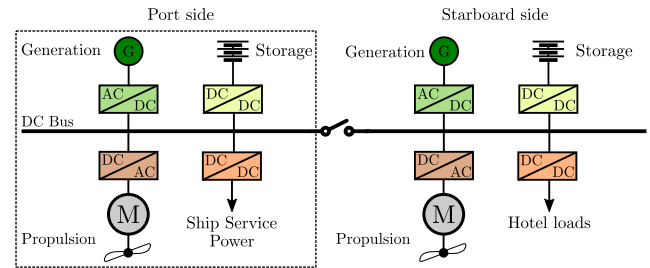 Port side
Starboard side
Generation
G
Storage
Generation
G
Storage
AC
DC
DC
DC
AC
DC
DC
DC
DC Bus
DC
AC
DC
DC
DC
AC
DC
DC
M
Ship Service
Power
M
Hotel loads
Propulsion
Propulsion